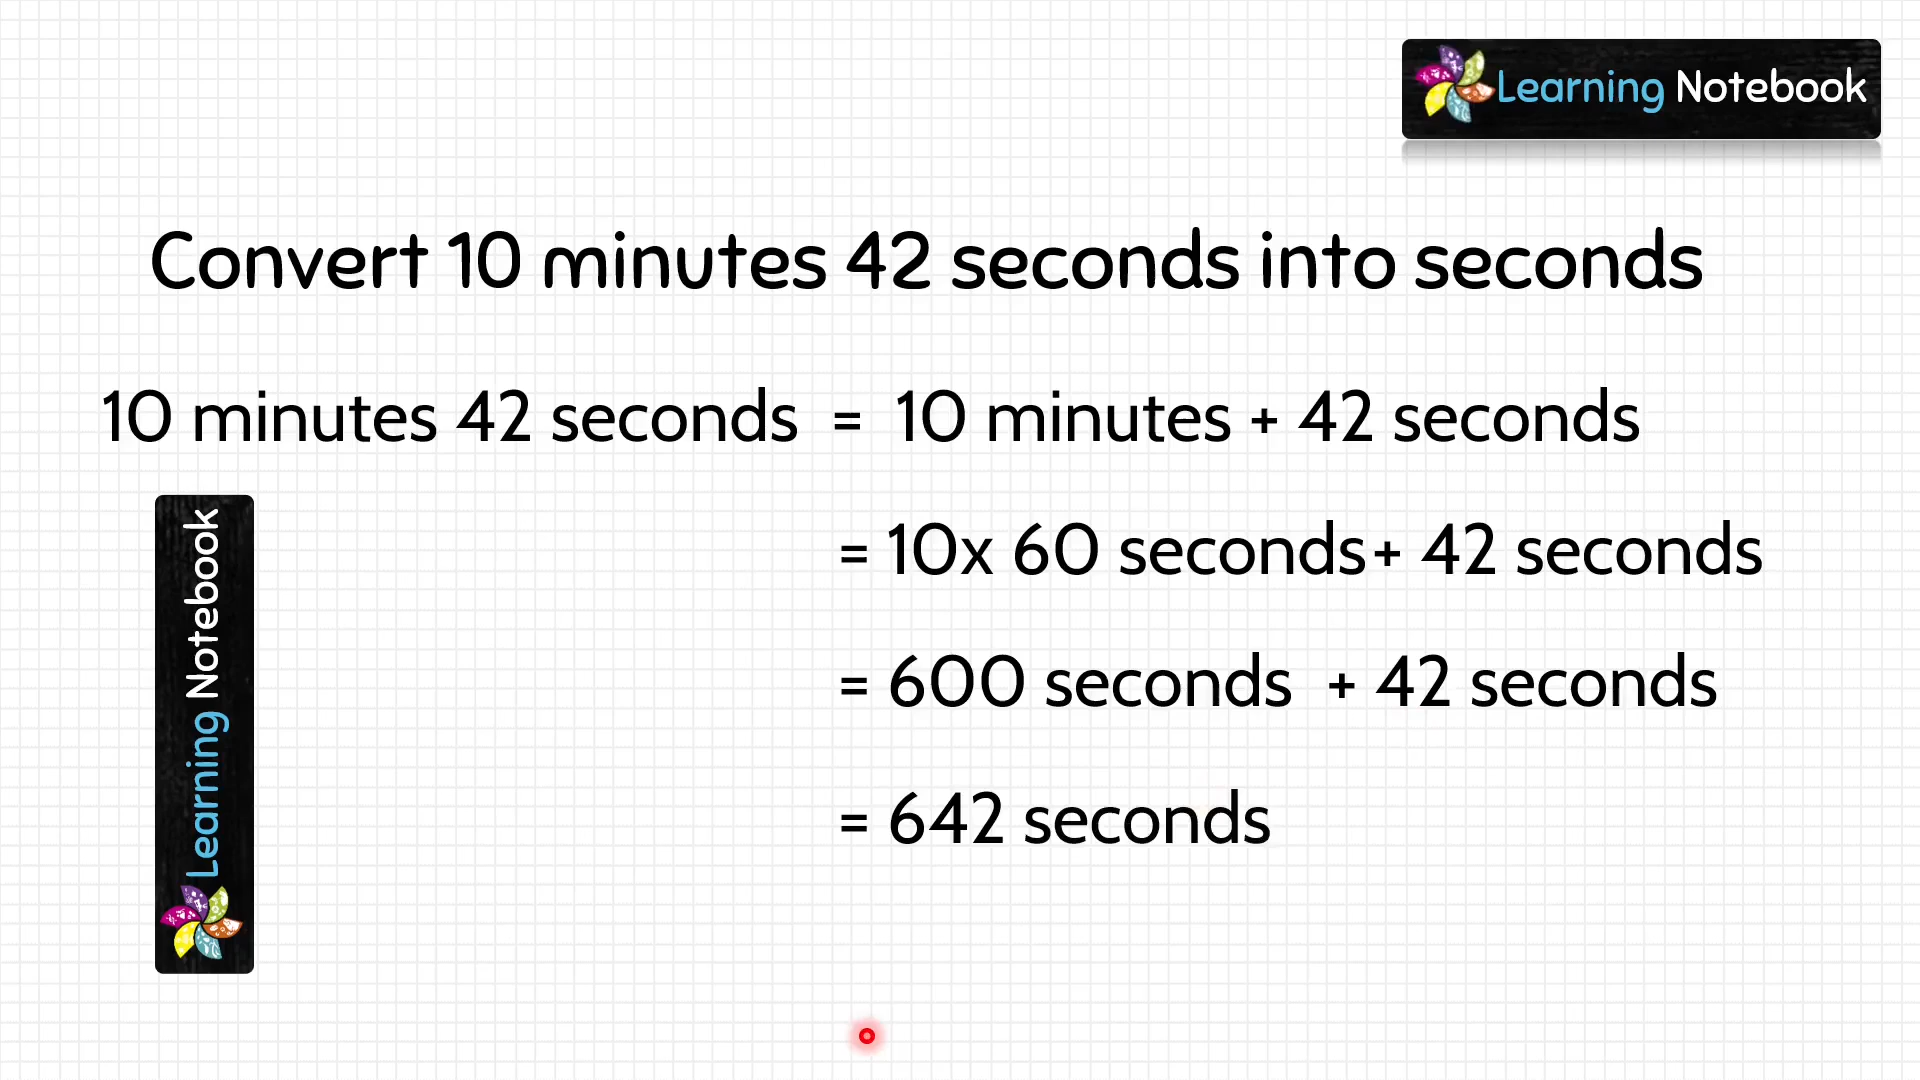 Learning Notebook
Convert 10 minutes 42 seconds into seconds
10 minutes 42 seconds = 10 minutes + 42 seconds
= 10x 60 seconds+ 42 seconds
= 600 seconds + 42 seconds
= 642 seconds
Learning Notebook